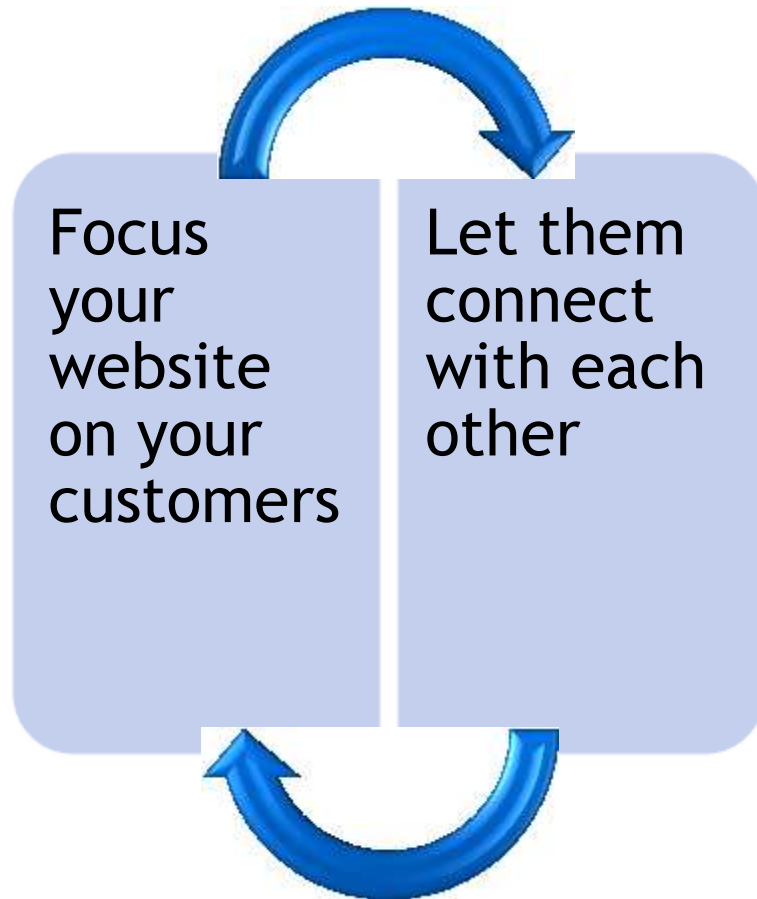 Focus
your
website
on your
customers
Let them
connect
with each
other